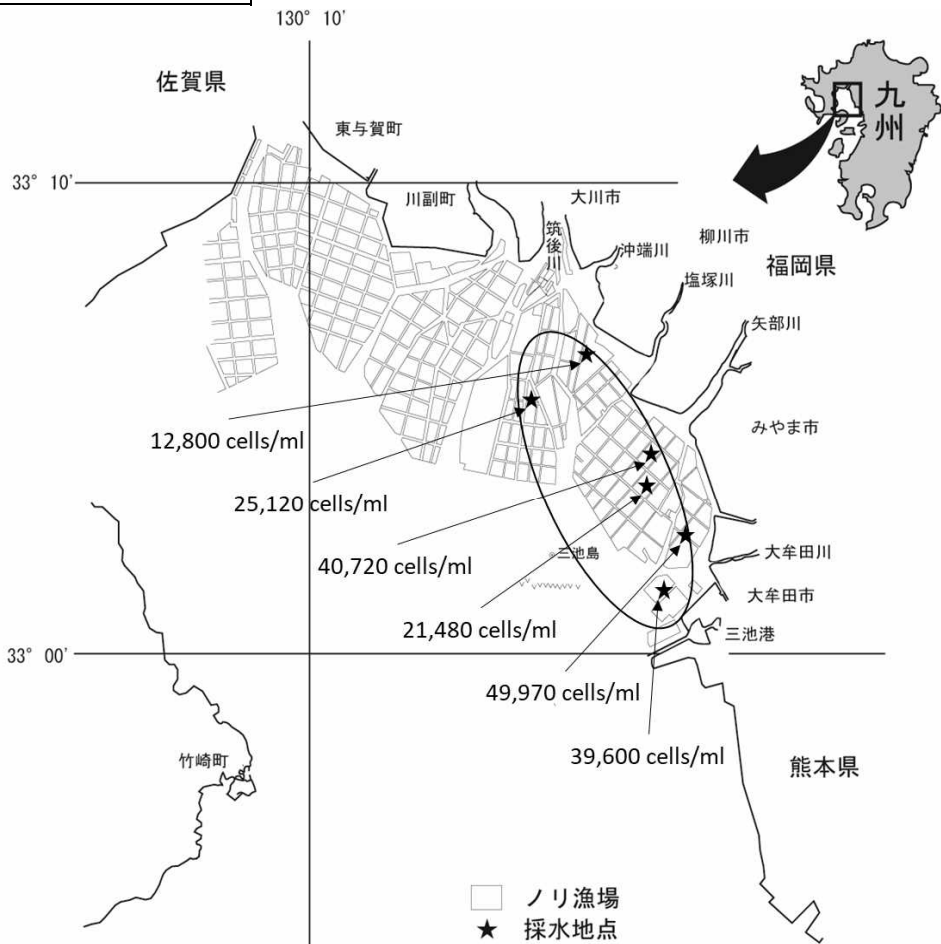 130° 10'
佐賀県
東与賀町
九州
33° 10'
川副町
大川市
筑後川
沖端川
柳川市
福岡県
塩塚川
矢部川
12,800 cells/ml
みやま市
25,120 cells/ml
三池島
40,720 cells/ml
大牟田川
大牟田市
21,480 cells/ml
三池港
33° 00'
49,970 cells/ml
39,600 cells/ml
竹崎町
熊本県
ノリ漁場
採水地点